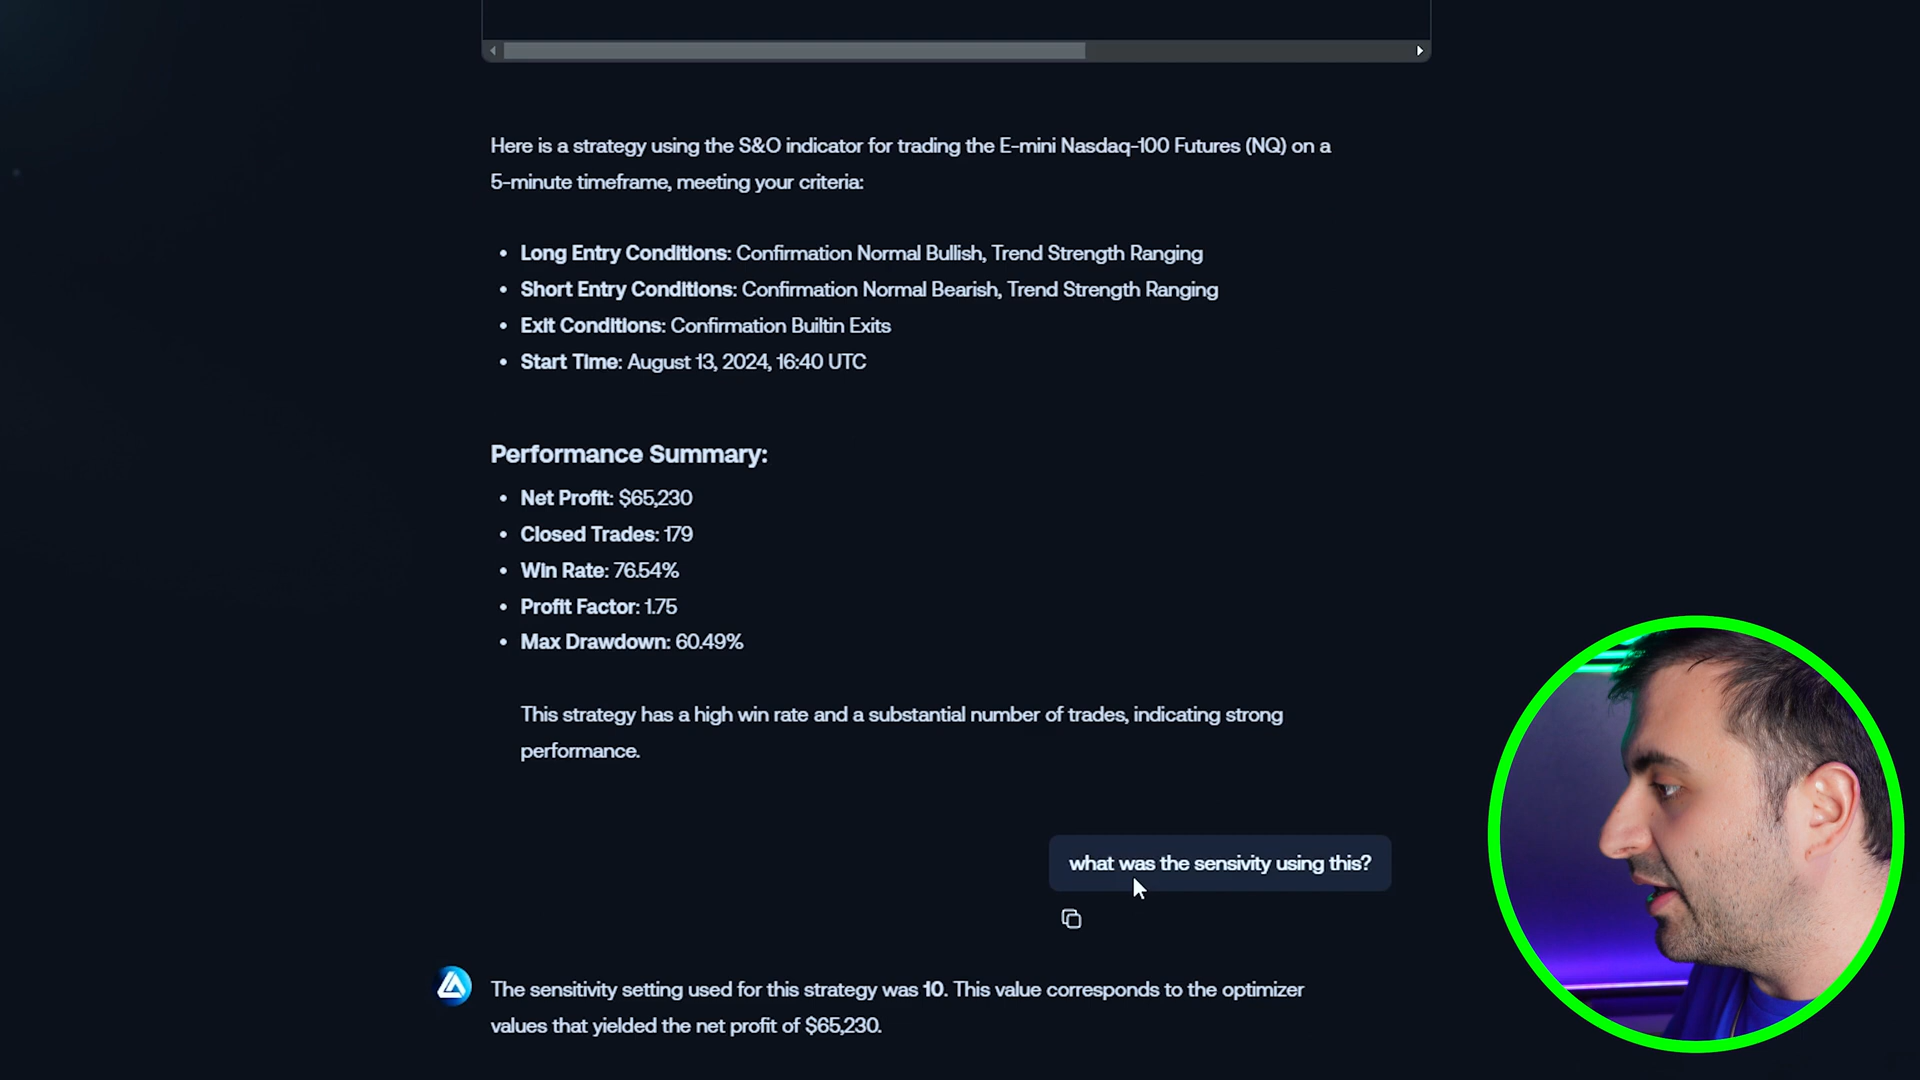 Here is a strategy using the S&O indicator for trading the E-mini Nasdaq-100 Futures (NQ) on a
5-minute timeframe, meeting your criteria:
• Long Entry Conditions: Confirmation Normal Bullish, Trend Strength Ranging
• Short Entry Conditions: Confirmation Normal Bearish, Trend Strength Ranging
• Exit Conditions: Confirmation Builtin Exits
• Start Time: August 13, 2024, 16:40 UTC
Performance Summary:
• Net Profit: $65,230
• Closed Trades: 179
• Win Rate: 76.54%
• Profit Factor: 1.75
• Max Drawdown: 60.49%
This strategy has a high win rate and a substantial number of trades, indicating strong
performance.
what was the sensivity using this?
The sensitivity setting used for this strategy was 10. This value corresponds to the optimizer
values that yielded the net profit of $65,230.